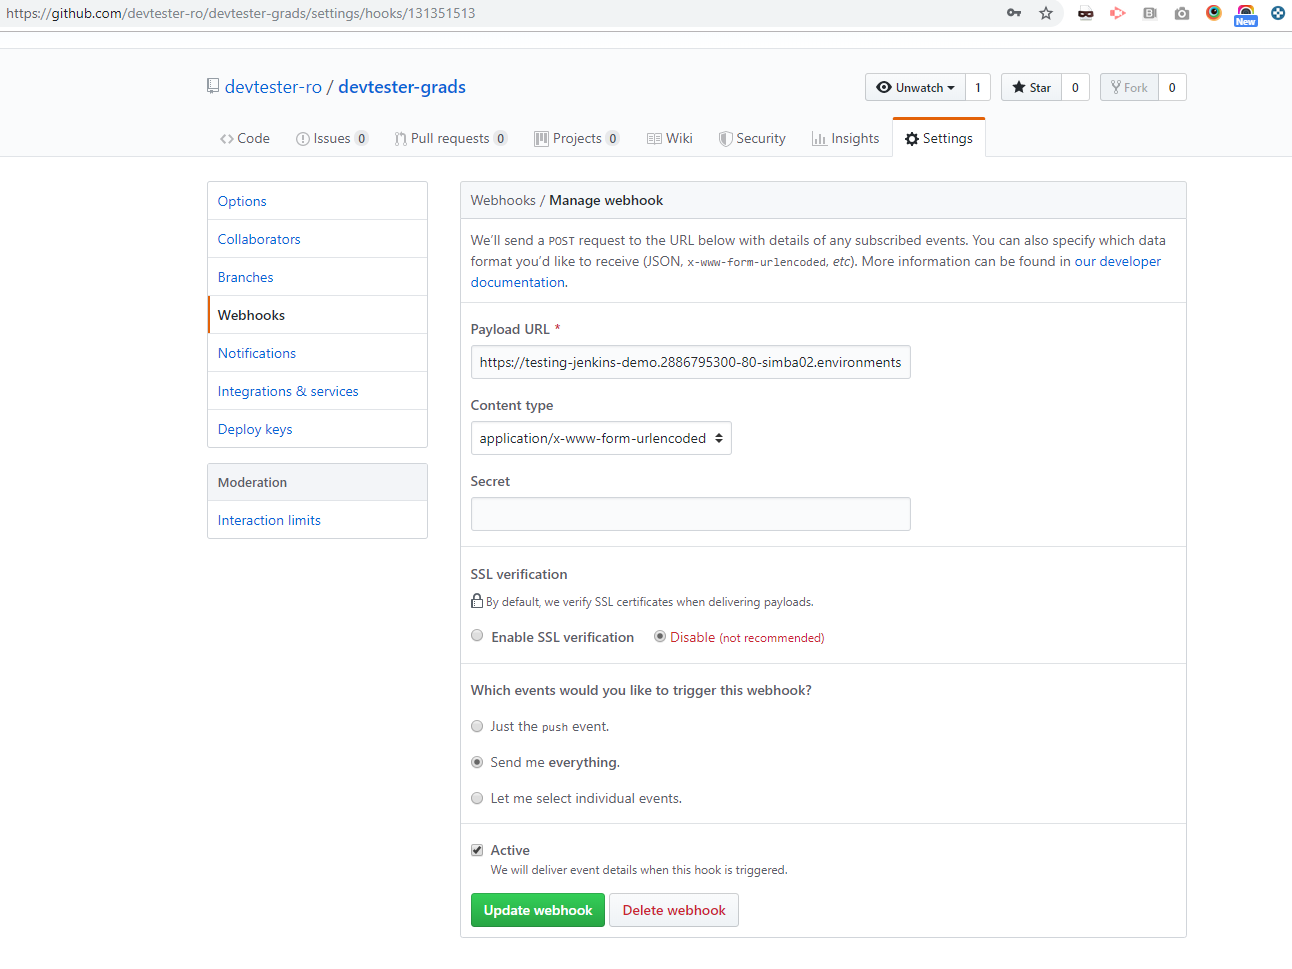 https://github.com/devtester-ro/devtester-grads/settings/hooks/131351513
New
devtester-ro / devtester-grads
Unwatch 1
Star 0
Fork 0
Code
Issues 0
Pull requests 0
Projects 0
Wiki
Security
Insights
Settings
Options
Collaborators
Branches
Webhooks
Notifications
Integrations & services
Deploy keys
Moderation
Interaction limits
Webhooks / Manage webhook
We'll send a POST request to the URL below with details of any subscribed events. You can also specify which data
format you'd like to receive (JSON, x-www-form-urlencoded, etc). More information can be found in our developer
documentation.
Payload URL *
https://testing-jenkins-demo.2886795300-80-simba02.environments
Content type
application/x-www-form-urlencoded
Secret
SSL verification
By default, we verify SSL certificates when delivering payloads.
Enable SSL verification
Disable (not recommended)
Which events would you like to trigger this webhook?
Just the push event.
Send me everything.
Let me select individual events.
Active
We will deliver event details when this hook is triggered.
Update webhook
Delete webhook